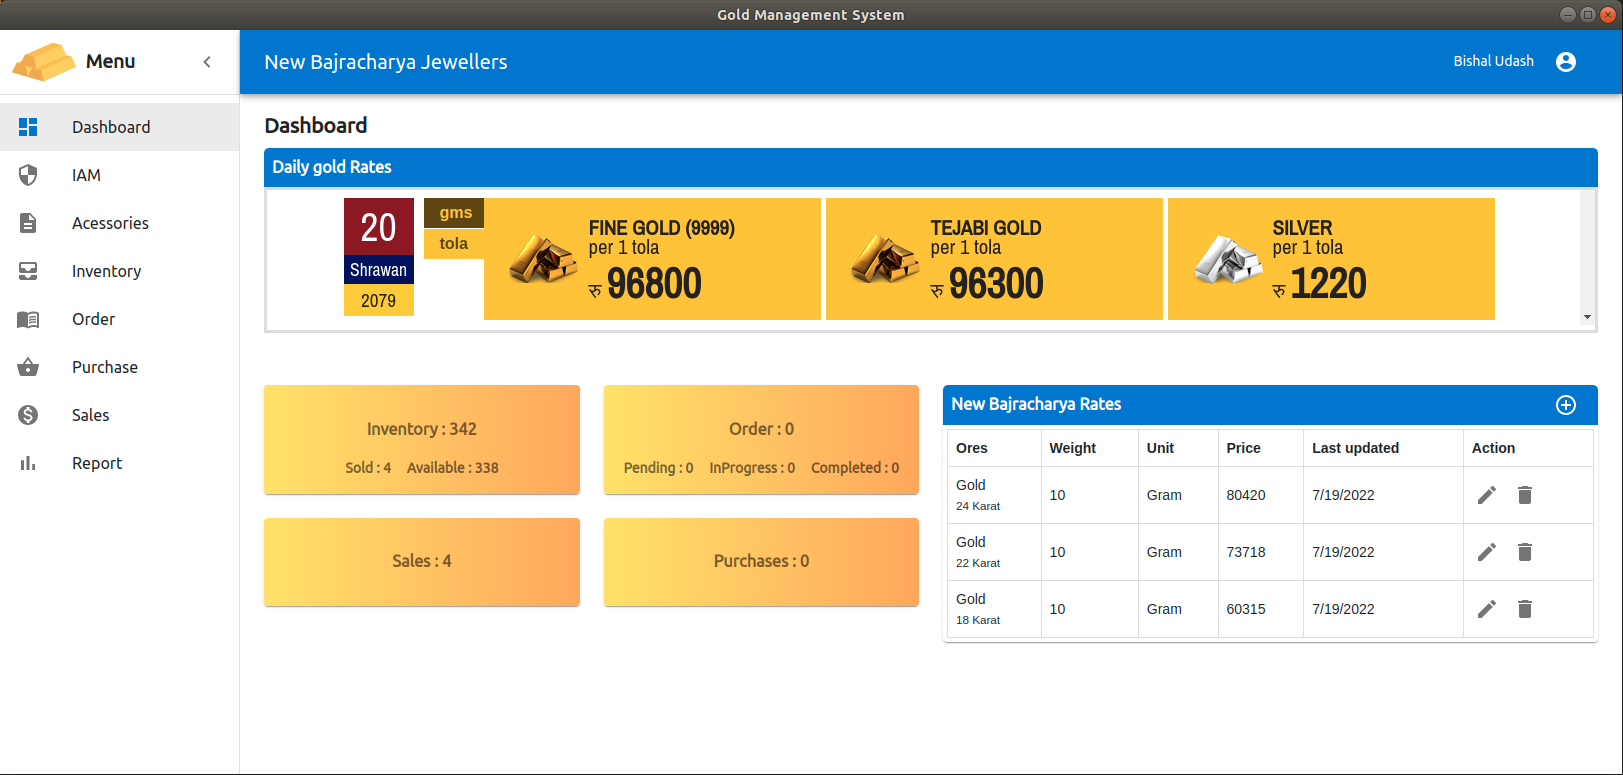 Gold Management System
Menu
New Bajracharya Jewellers
Bishal Udash
Dashboard
IAM
Acessories
Inventory
Order
Purchase
Sales
Report
Dashboard
Daily gold Rates
20
Shrawan
2079
gms
tola
FINE GOLD (9999)
per 1 tola
रु 96800
TEJABI GOLD
per 1 tola
रु 96300
SILVER
per 1 tola
रु 1220
Inventory : 342
Sold : 4 Available : 338
Order : 0
Pending : 0 InProgress : 0 Completed : 0
Sales : 4
Purchases : 0
New Bajracharya Rates
Ores Weight Unit Price Last updated Action
Gold
24 Karat
10 Gram 80420 7/19/2022
Gold
22 Karat
10 Gram 73718 7/19/2022
Gold
18 Karat
10 Gram 60315 7/19/2022